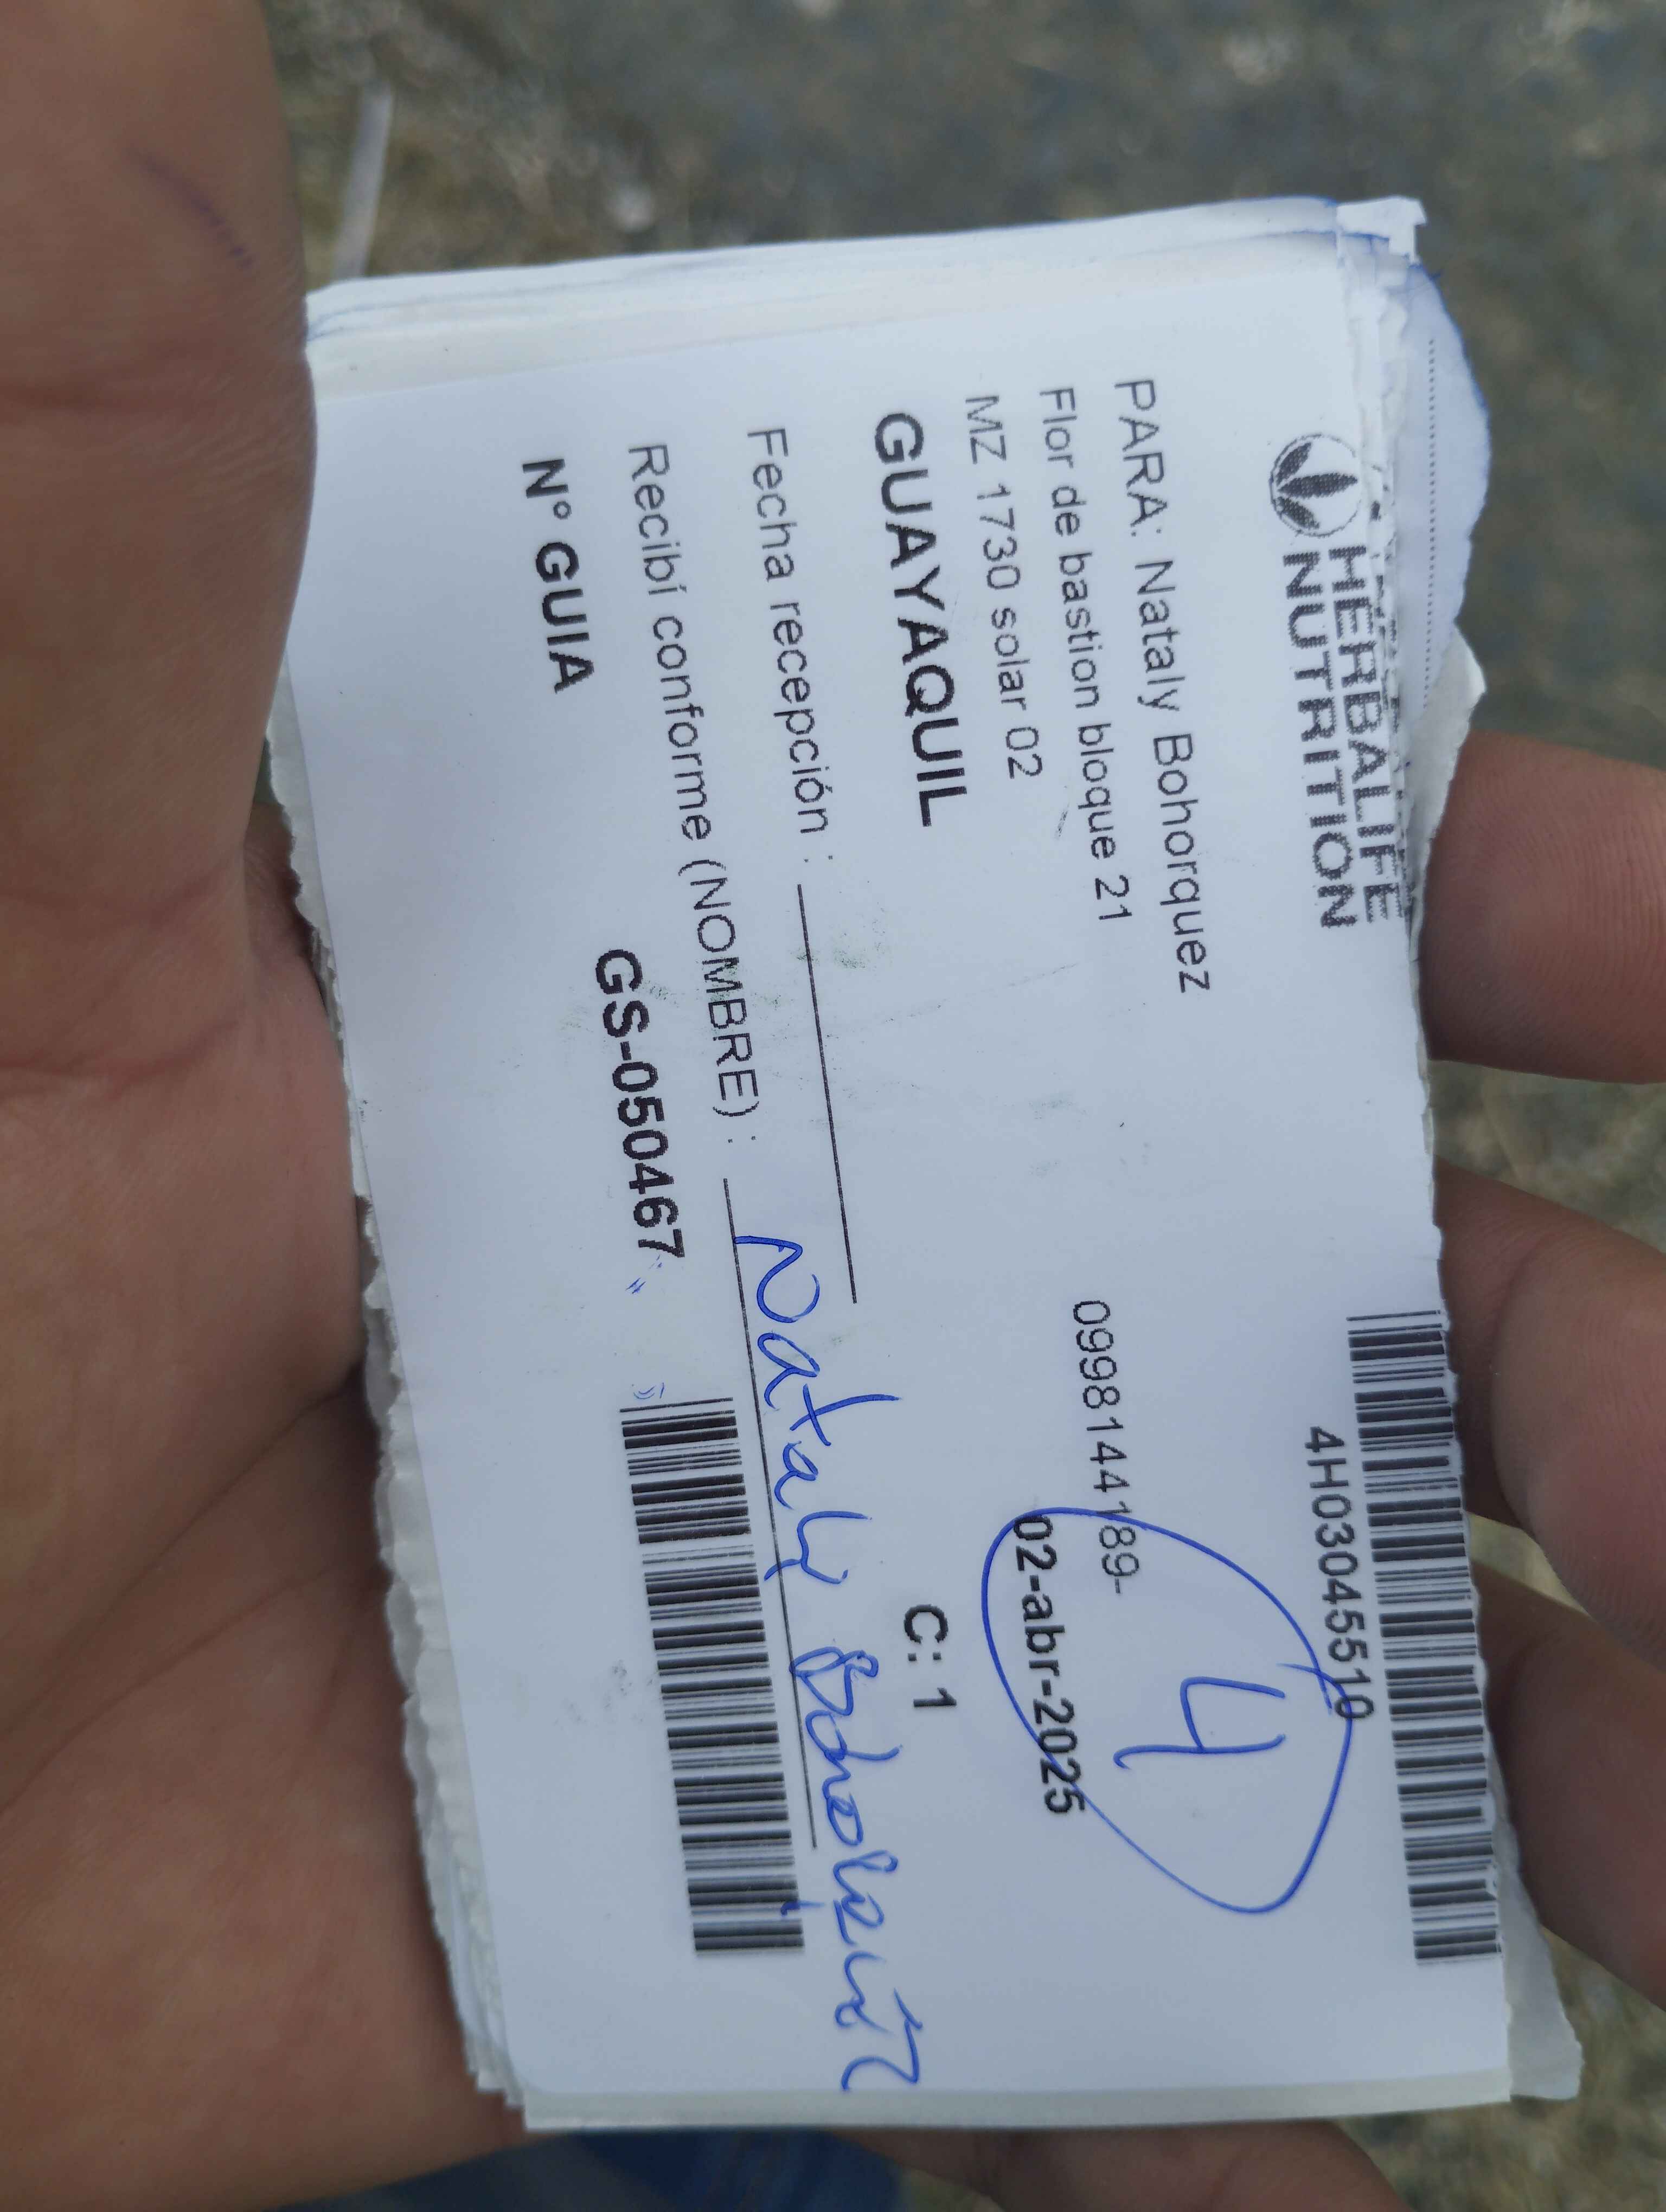 HERBALIFE
NUTRITION
4H03045510
PARA: Nataly Bohorquez
Flor de bastion bloque 21
0998144189-
4
MZ 1730 solar 02
02-abr-2025
GUAYAQUIL
C: 1
Fecha recepción :
Recibí conforme (NOMBRE) : Nataly
N° GUIA
GS-050467